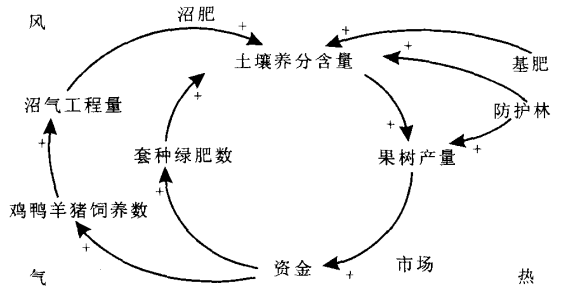 风
沼肥
+
+
+
土壤养分含量
基肥
+
沼气工程量
+
防护林
+
套种绿肥数
果树产量
+
+
+
鸡鸭羊猪饲养数
+
气
资金
+
市场
热